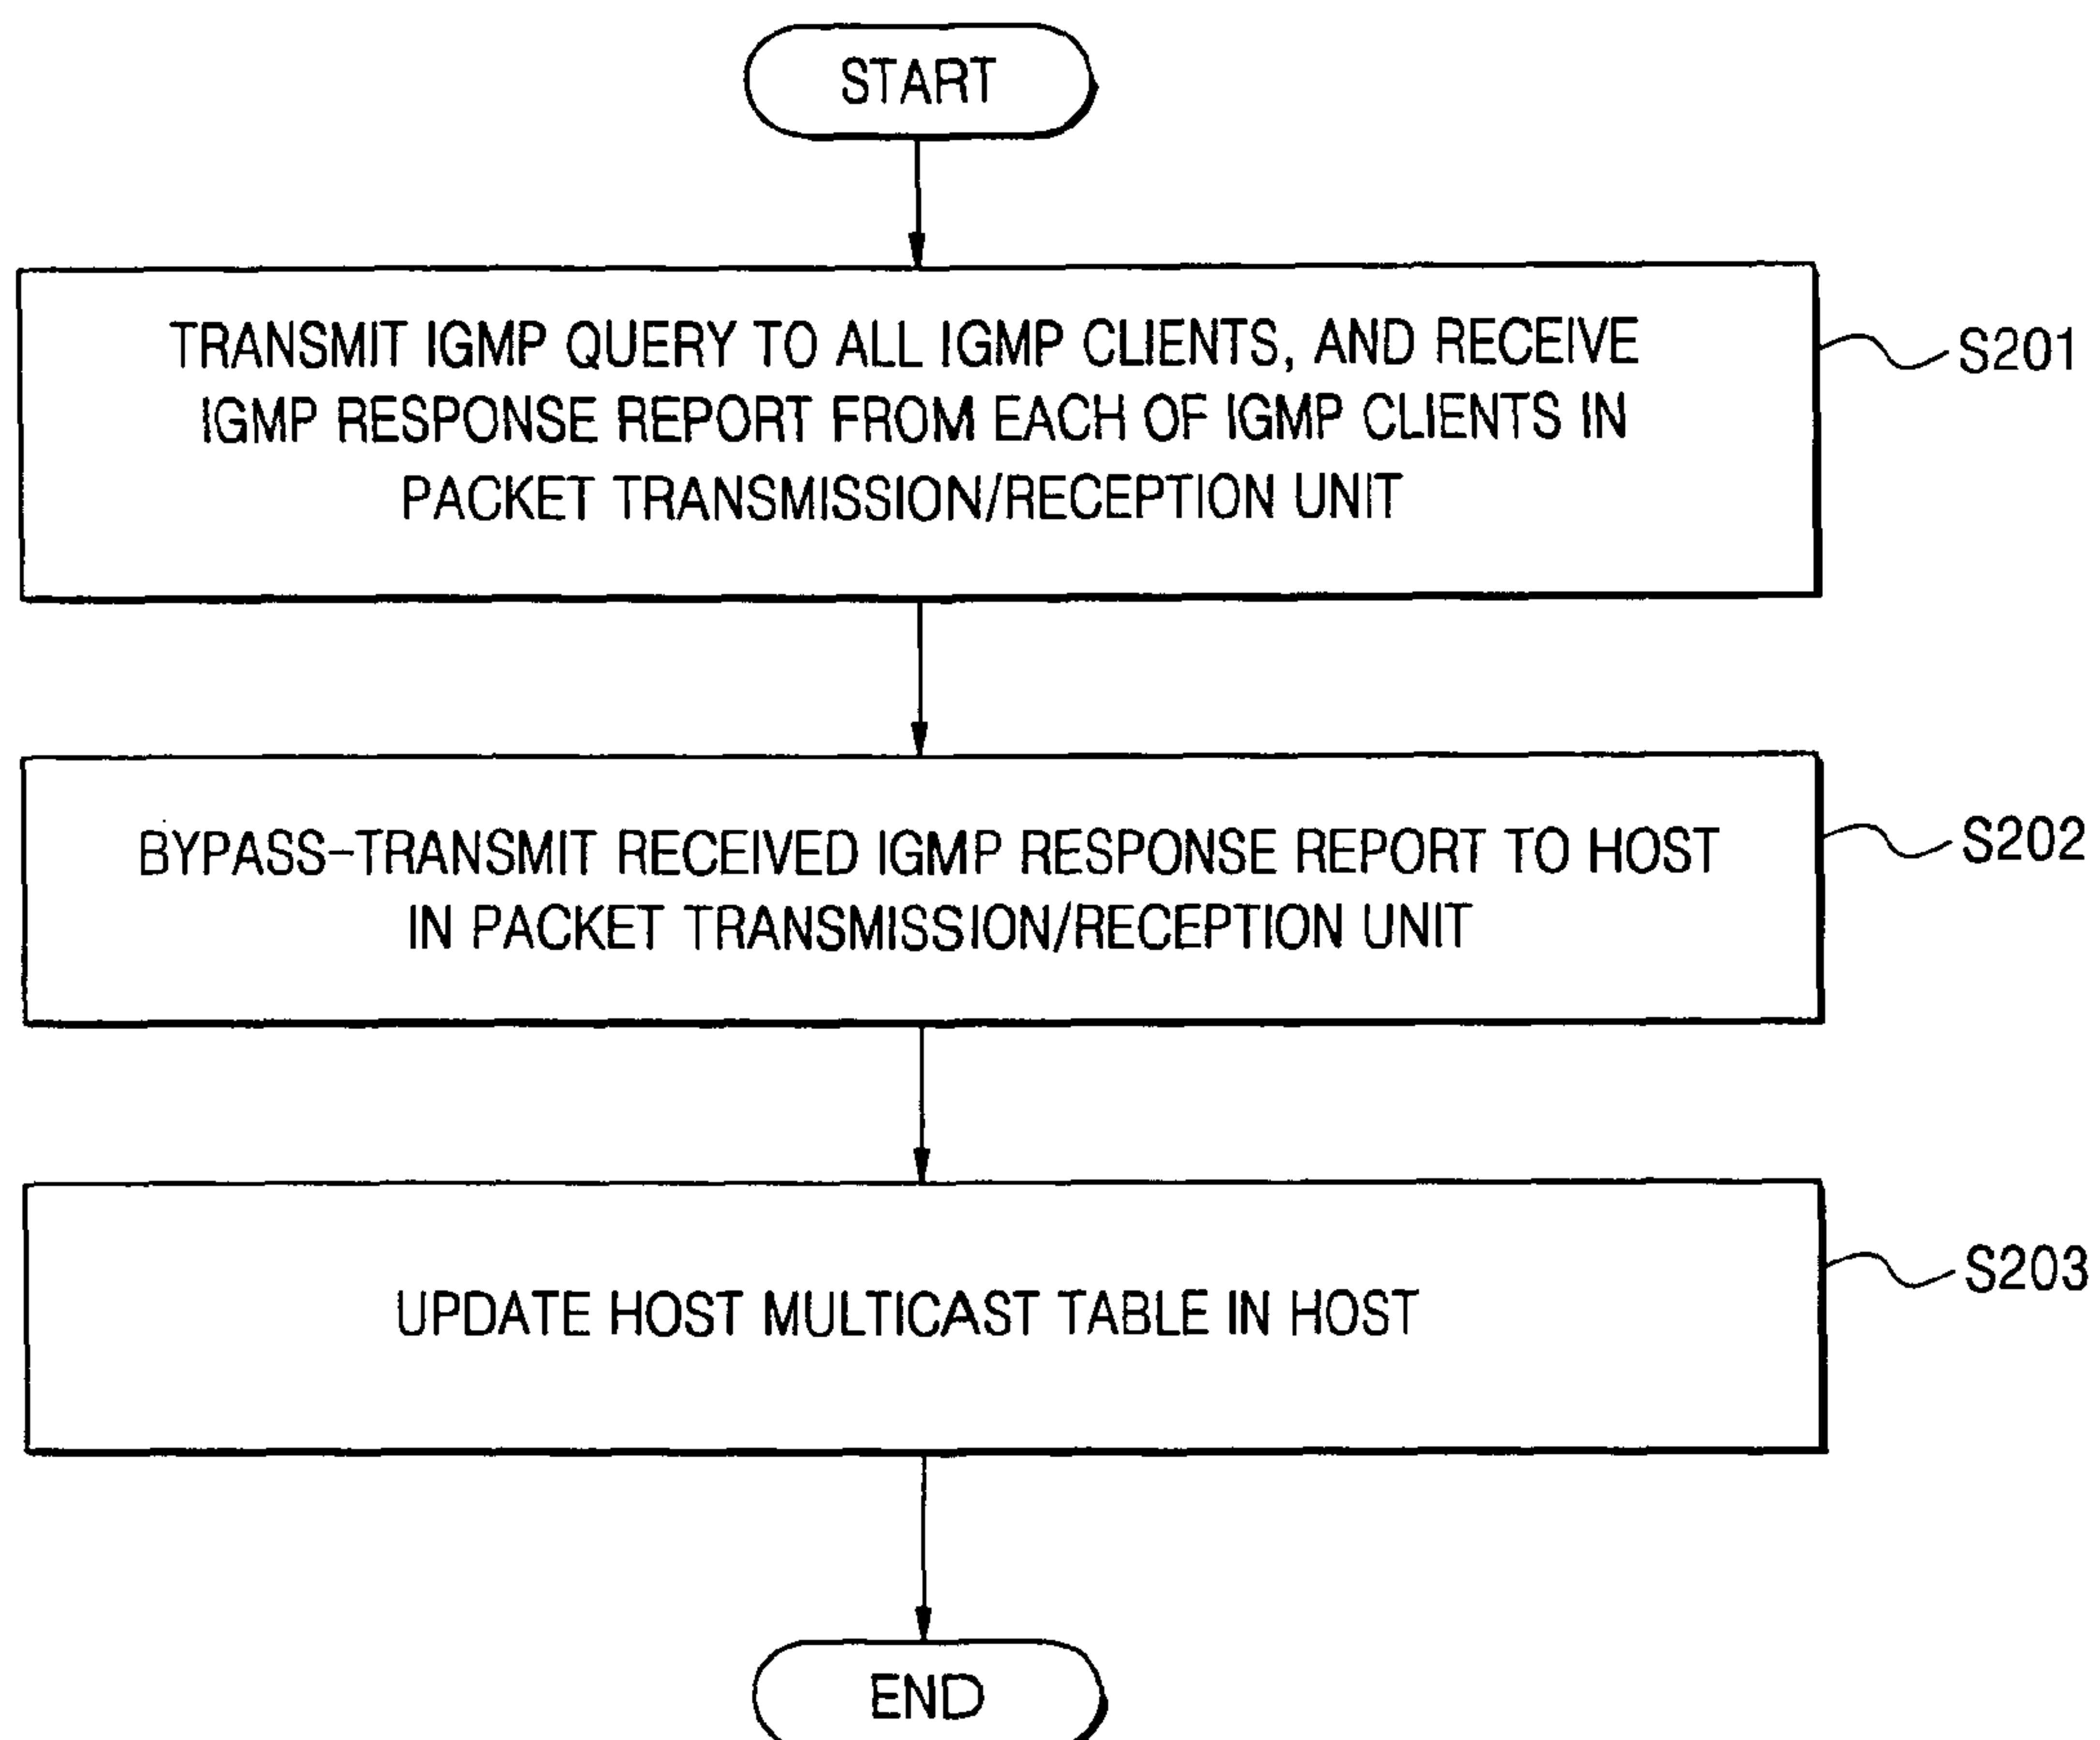 START
TRANSMIT IGMP QUERY TO ALL IGMP CLIENTS, AND RECEIVE
IGMP RESPONSE REPORT FROM EACH OF IGMP CLIENTS IN
PACKET TRANSMISSION/RECEPTION UNIT
S201
BYPASS-TRANSMIT RECEIVED IGMP RESPONSE REPORT TO HOST
IN PACKET TRANSMISSION/RECEPTION UNIT
S202
UPDATE HOST MULTICAST TABLE IN HOST
S203
END